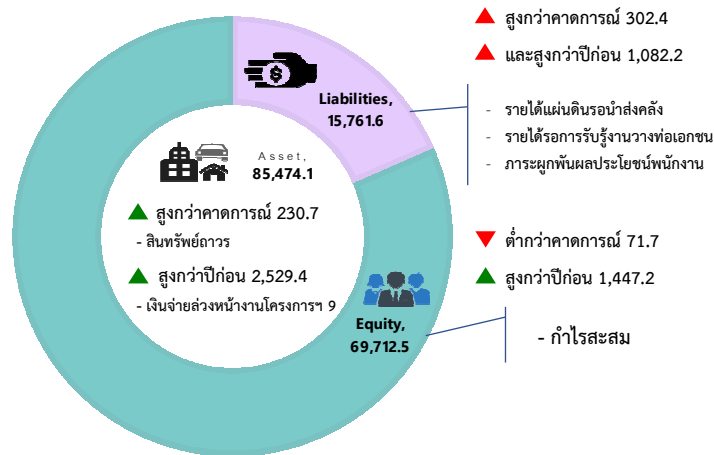 Asset,
85,474.1
สูงกว่าคาดการณ์ 230.7
- สินทรัพย์ถาวร
สูงกว่าปีก่อน 2,529.4
- เงินจ่ายล่วงหน้างานโครงการฯ 9
Liabilities,
15,761.6
สูงกว่าคาดการณ์ 302.4
และสูงกว่าปีก่อน 1,082.2
- รายได้แผ่นดินรอนำส่งคลัง
- รายได้รอการรับรู้งานวางท่อเอกชน
- ภาระผูกพันผลประโยชน์พนักงาน
Equity,
69,712.5
ต่ำกว่าคาดการณ์ 71.7
สูงกว่าปีก่อน 1,447.2
- กำไรสะสม